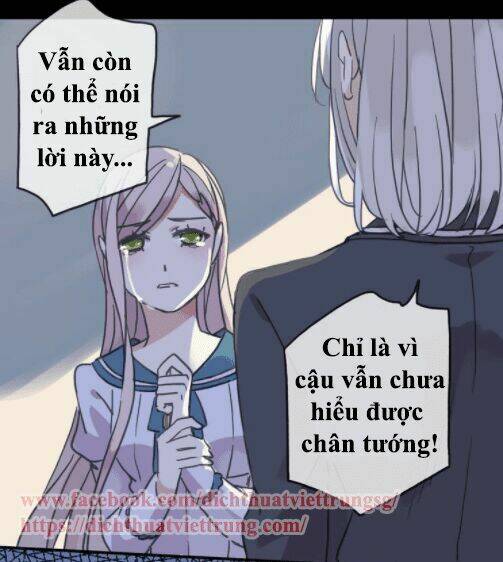 Vẫn còn
có thể nói
ra những
lời này...
Chỉ là vì
cậu vẫn chưa
hiểu được
chân tướng!
www.facebook.com/dichthuatviettrungsg/
https://dichthuatviettrung.com/